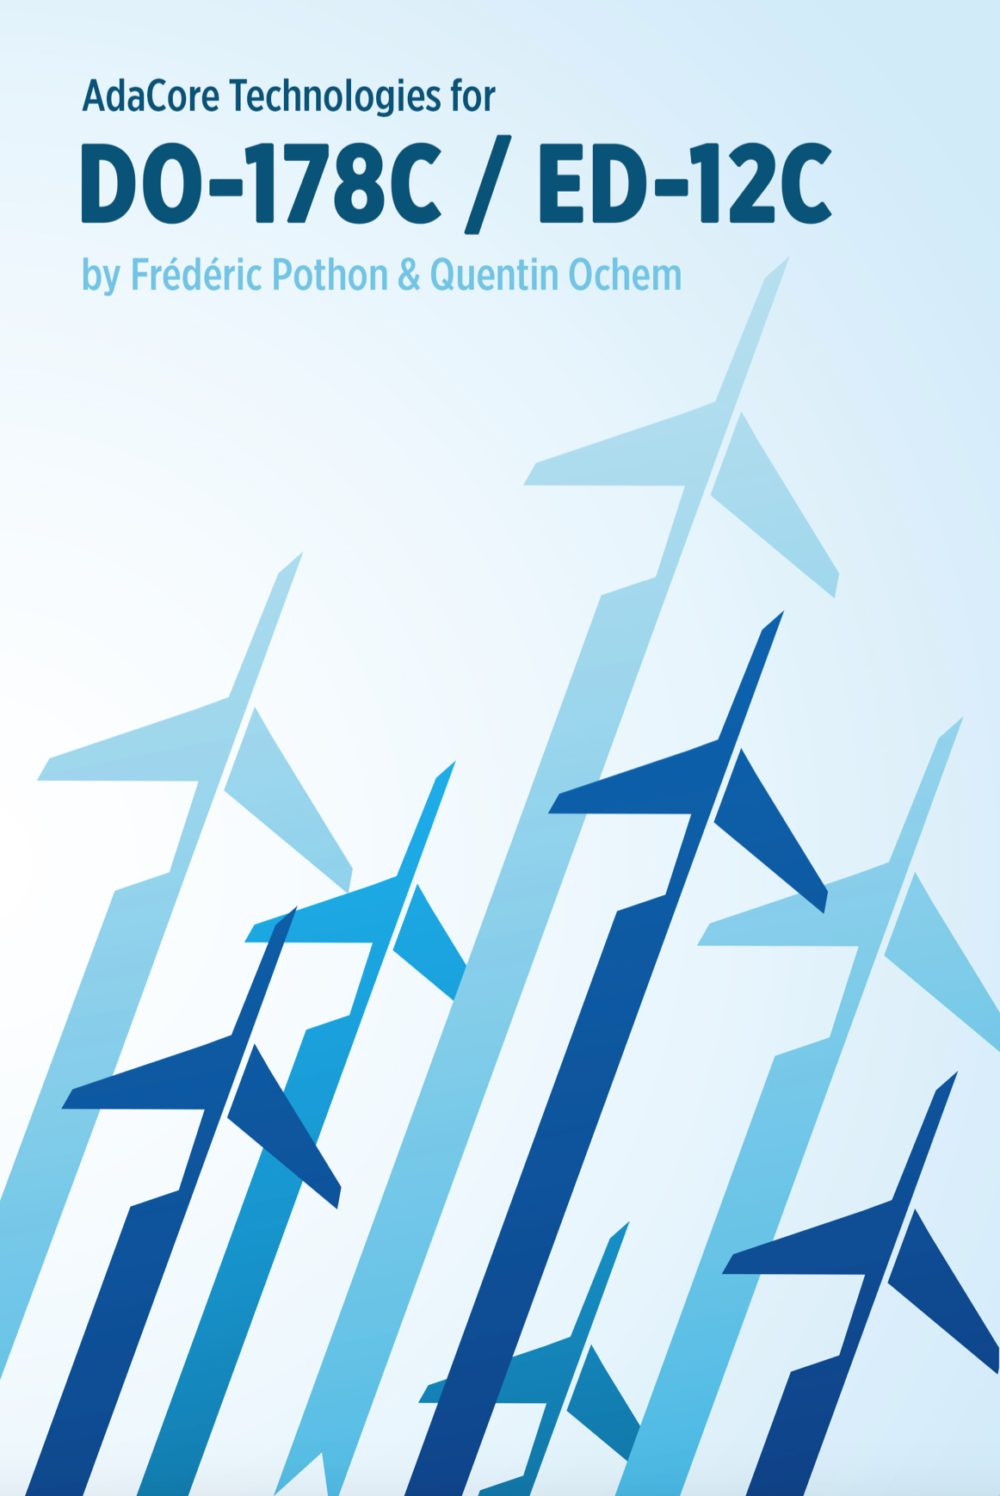 AdaCore Technologies for
DO-178C / ED-12C
by Frédéric Pothon & Quentin Ochem